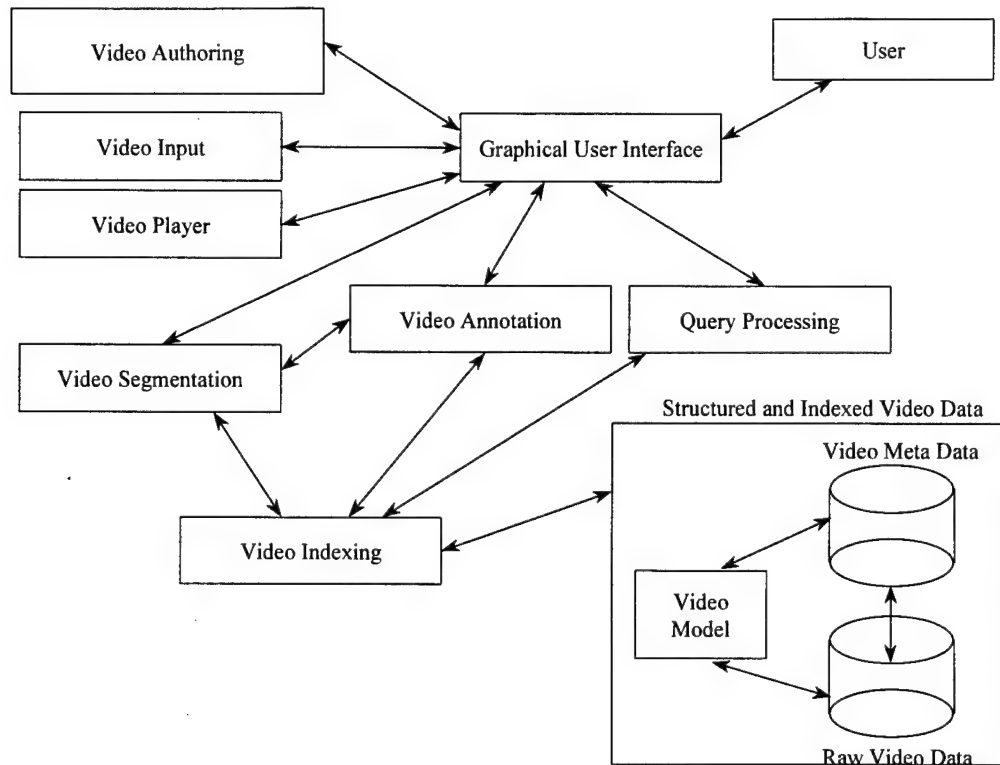 Video Authoring
User
Video Input
Graphical User Interface
Video Player
Video Annotation
Query Processing
Video Segmentation
Structured and Indexed Video Data
Video Meta Data
Video Indexing
Video
Model
Raw Video Data